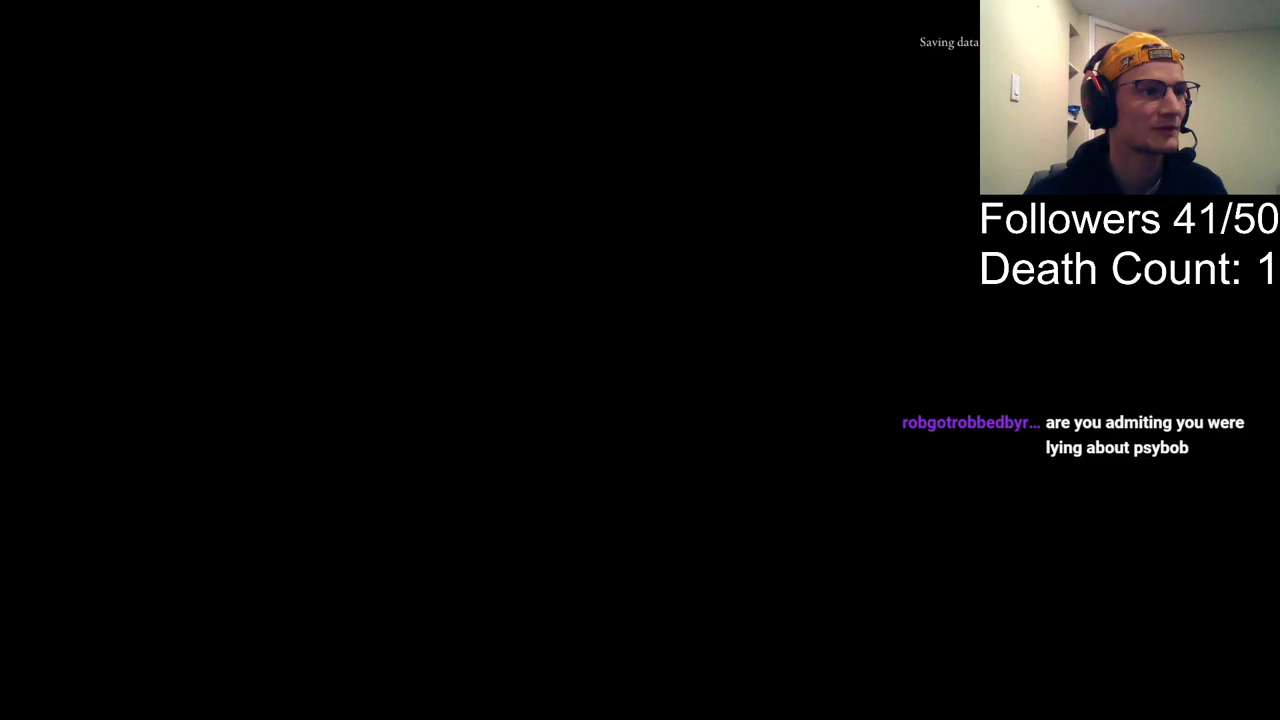 Saving data
Followers 41/50
Death Count: 1
robgotrobbedbyr… are you admiting you were
lying about psybob